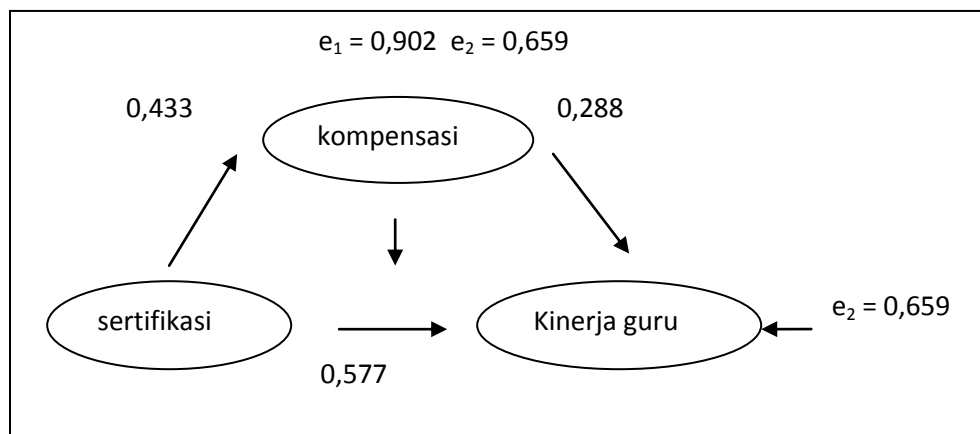 e₁ = 0,902 e₂ = 0,659
0,433
0,288
kompensasi
sertifikasi
Kinerja guru
e₂ = 0,659
0,577